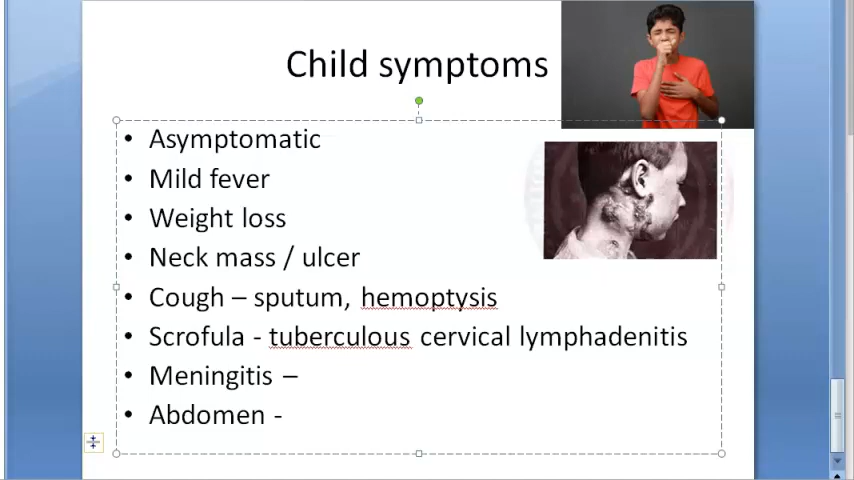 Child symptoms
• Asymptomatic
• Mild fever
• Weight loss
• Neck mass / ulcer
• Cough – sputum, hemoptysis
• Scrofula - tuberculous cervical lymphadenitis
• Meningitis –
• Abdomen -